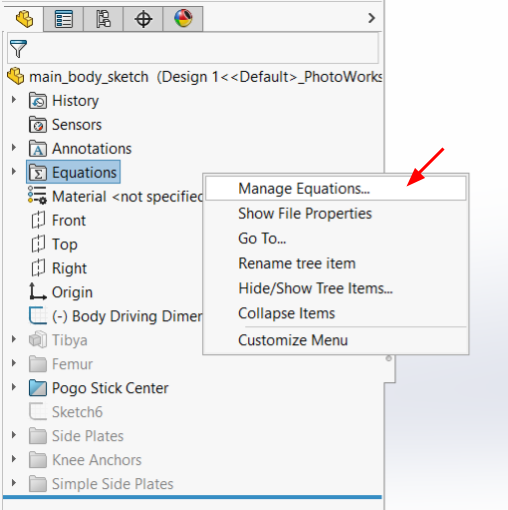 main_body_sketch (Design 1<<Default>_PhotoWorks
History
Sensors
Annotations
Equations
Material <not specified
Front
Top
Right
Origin
(-) Body Driving Dimer
Tibya
Femur
Pogo Stick Center
Sketch6
Side Plates
Knee Anchors
Simple Side Plates
Manage Equations...
Show File Properties
Go To...
Rename tree item
Hide/Show Tree Items...
Collapse Items
Customize Menu